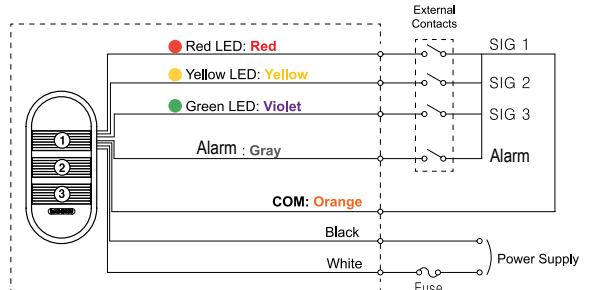 External
Contacts
Red LED: Red
SIG 1
Yellow LED: Yellow
SIG 2
Green LED: Violet
SIG 3
Alarm : Gray
Alarm
1
2
3
COM: Orange
Black
Power Supply
White
Fuse